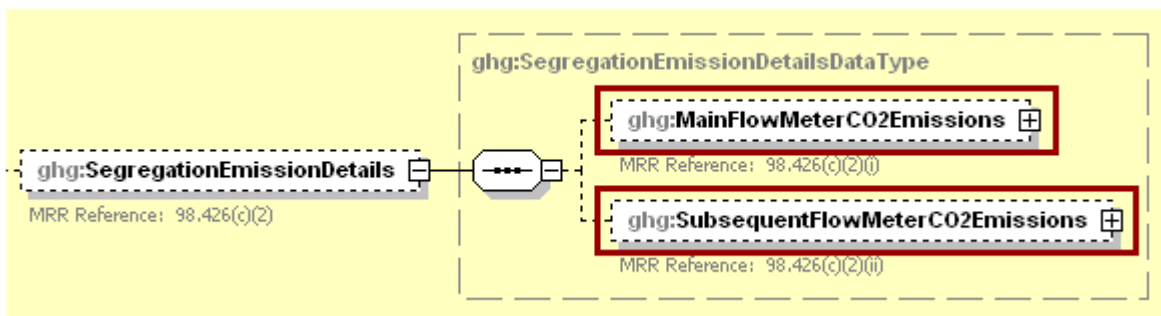 ghg:SegregationEmissionDetailsDataType
ghg:MainFlowMeterCO2Emissions
MRR Reference: 98.426(c)(2)(i)
ghg:SegregationEmissionDetails
MRR Reference: 98.426(c)(2)
ghg:SubsequentFlowMeterCO2Emissions
MRR Reference: 98.426(c)(2)(ii)